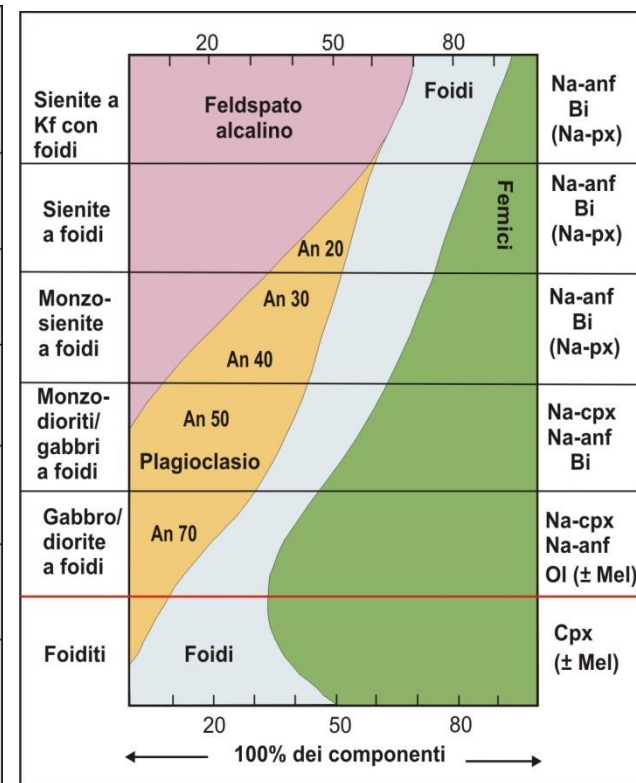 20 50 80
Sienite a
Kf con
foidi
Feldspato
alcalino
Foidi
Na-anf
Bi
(Na-px)
Sienite
a foidi
An 20
Femici
Na-anf
Bi
(Na-px)
Monzo-
sienite
a foidi
An 30
An 40
Na-anf
Bi
(Na-px)
Monzo-
dioriti/
gabbri
a foidi
An 50
Plagioclasio
Na-cpx
Na-anf
Bi
Gabbro/
diorite
a foidi
An 70
Na-cpx
Na-anf
Ol (± Mel)
Foiditi
Foidi
Cpx
(± Mel)
20 50 80
100% dei componenti